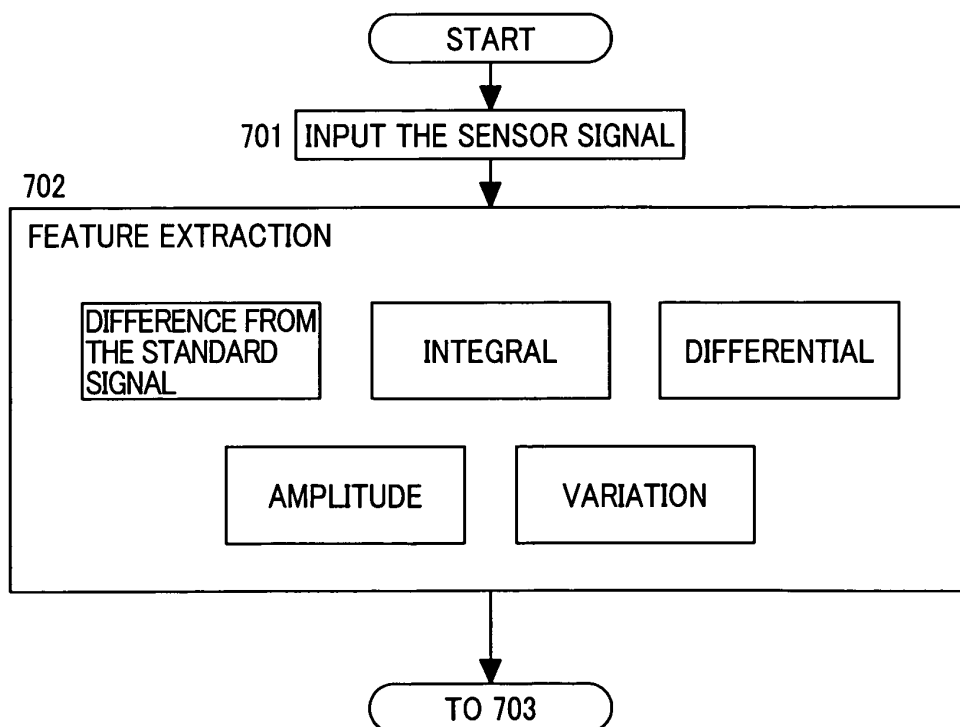 START
701 INPUT THE SENSOR SIGNAL
702
FEATURE EXTRACTION
DIFFERENCE FROM
THE STANDARD
SIGNAL
INTEGRAL
DIFFERENTIAL
AMPLITUDE
VARIATION
TO 703